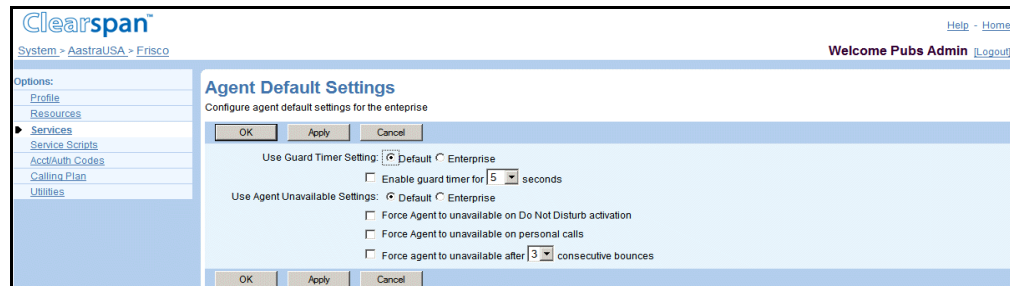 Clearspan™
Help - Home
System > AastraUSA > Frisco
Welcome Pubs Admin [Logout]
Options:
Profile
Resources
Services
Service Scripts
Acct/Auth Codes
Calling Plan
Utilities
Agent Default Settings
Configure agent default settings for the enteprise
OK Apply Cancel
Use Guard Timer Setting: Default Enterprise
Enable guard timer for 5 seconds
Use Agent Unavailable Settings: Default Enterprise
Force Agent to unavailable on Do Not Disturb activation
Force Agent to unavailable on personal calls
Force agent to unavailable after 3 consecutive bounces
OK Apply Cancel